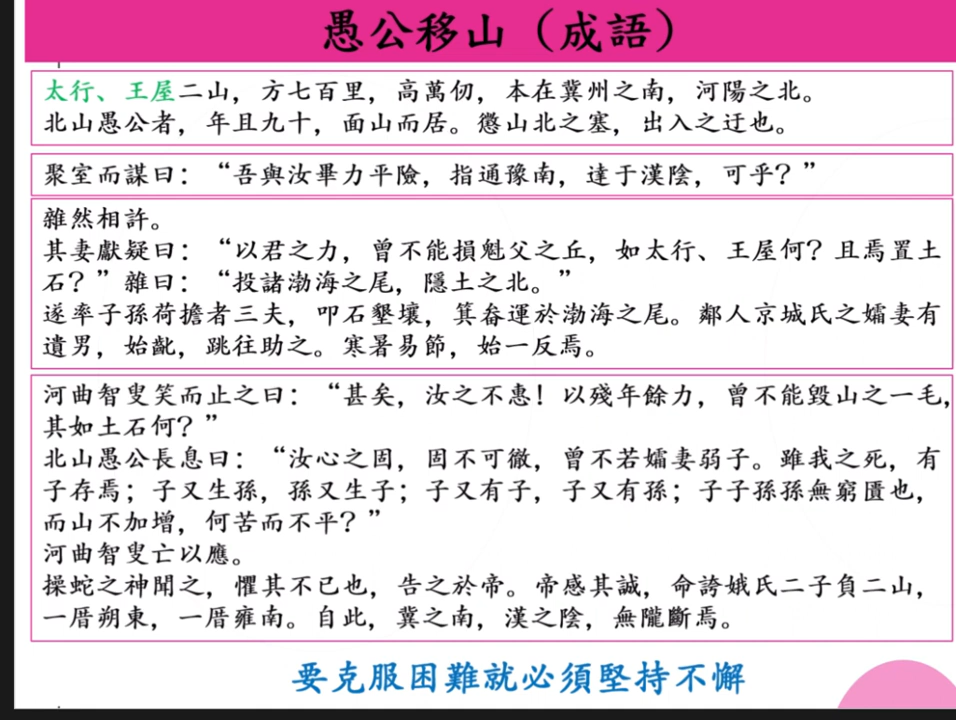 愚公移山（成語）
太行、王屋二山，方七百里，高萬仞，本在冀州之南，河陽之北。
北山愚公者，年且九十，面山而居。懲山北之塞，出入之迂也。
聚室而謀曰：“吾與汝畢力平險，指通豫南，達于漢陰，可乎？”
雜然相許。
其妻獻疑曰：“以君之力，曾不能損魁父之丘，如太行、王屋何？且焉置土
石？”雜曰：“投諸渤海之尾，隱土之北。”
遂率子孫荷擔者三夫，叩石墾壤，箕畚運於渤海之尾。鄰人京城氏之孀妻有
遺男，始齔，跳往助之。寒暑易節，始一反焉。
河曲智叟笑而止之曰：“甚矣，汝之不惠！以殘年餘力，曾不能毀山之一毛，
其如土石何？”
北山愚公長息曰：“汝心之固，固不可徹，曾不若孀妻弱子。雖我之死，有
子存焉；子又生孫，孫又生子；子又有子，子又有孫；子子孫孫無窮匱也，
而山不加增，何苦而不平？”
河曲智叟亡以應。
操蛇之神聞之，懼其不已也，告之於帝。帝感其誠，命誇娥氏二子負二山，
一厝朔東，一厝雍南。自此，冀之南，漢之陰，無隴斷焉。
要克服困難就必須堅持不懈